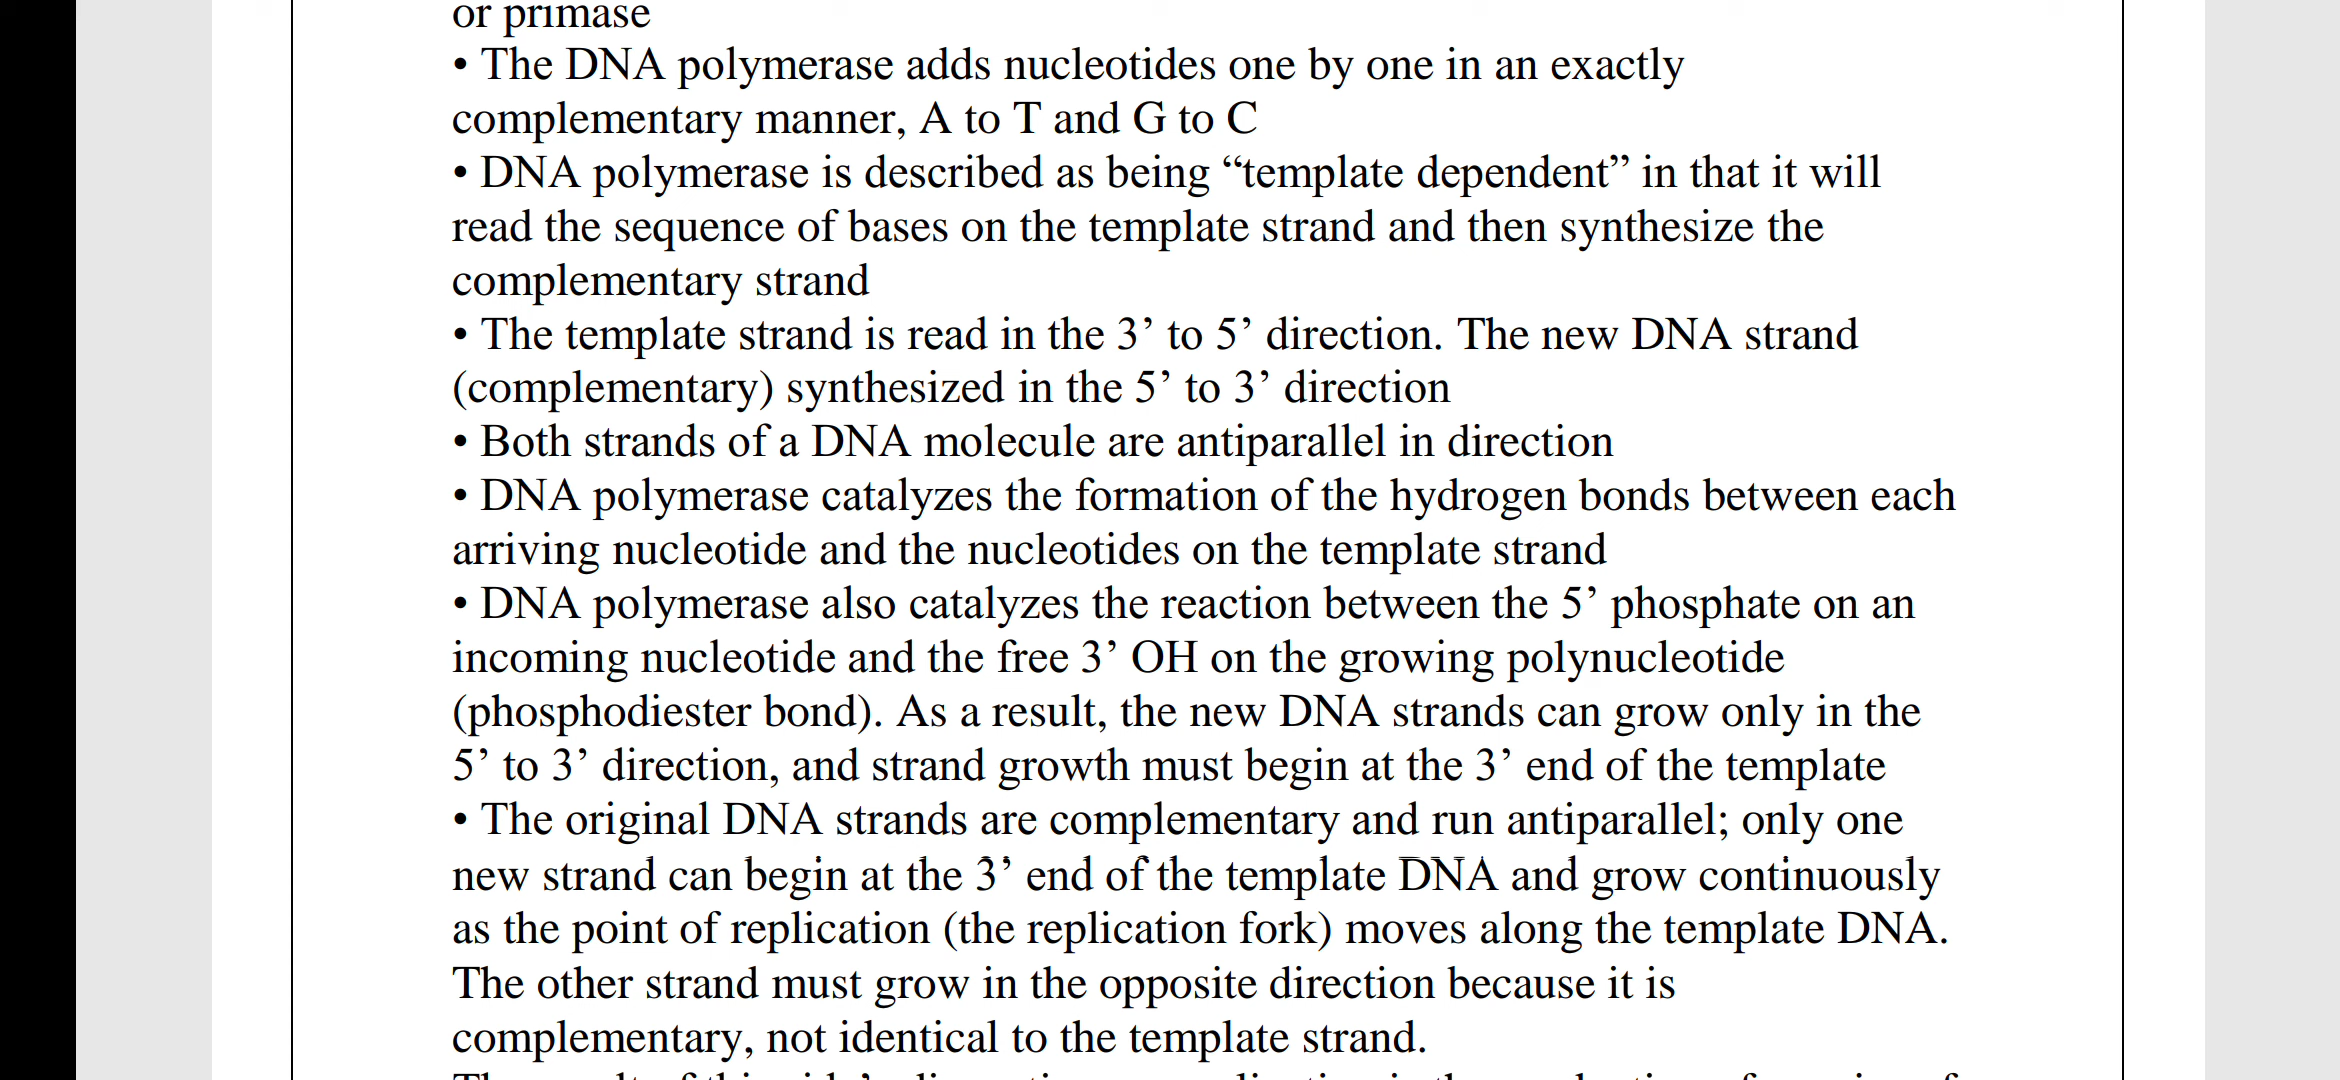 or primase
• The DNA polymerase adds nucleotides one by one in an exactly
complementary manner, A to T and G to C
• DNA polymerase is described as being “template dependent” in that it will
read the sequence of bases on the template strand and then synthesize the
complementary strand
• The template strand is read in the 3’ to 5’ direction. The new DNA strand
(complementary) synthesized in the 5’ to 3’ direction
• Both strands of a DNA molecule are antiparallel in direction
• DNA polymerase catalyzes the formation of the hydrogen bonds between each
arriving nucleotide and the nucleotides on the template strand
• DNA polymerase also catalyzes the reaction between the 5’ phosphate on an
incoming nucleotide and the free 3’ OH on the growing polynucleotide
(phosphodiester bond). As a result, the new DNA strands can grow only in the
5’ to 3’ direction, and strand growth must begin at the 3’ end of the template
• The original DNA strands are complementary and run antiparallel; only one
new strand can begin at the 3’ end of the template DNA and grow continuously
as the point of replication (the replication fork) moves along the template DNA.
The other strand must grow in the opposite direction because it is
complementary, not identical to the template strand.